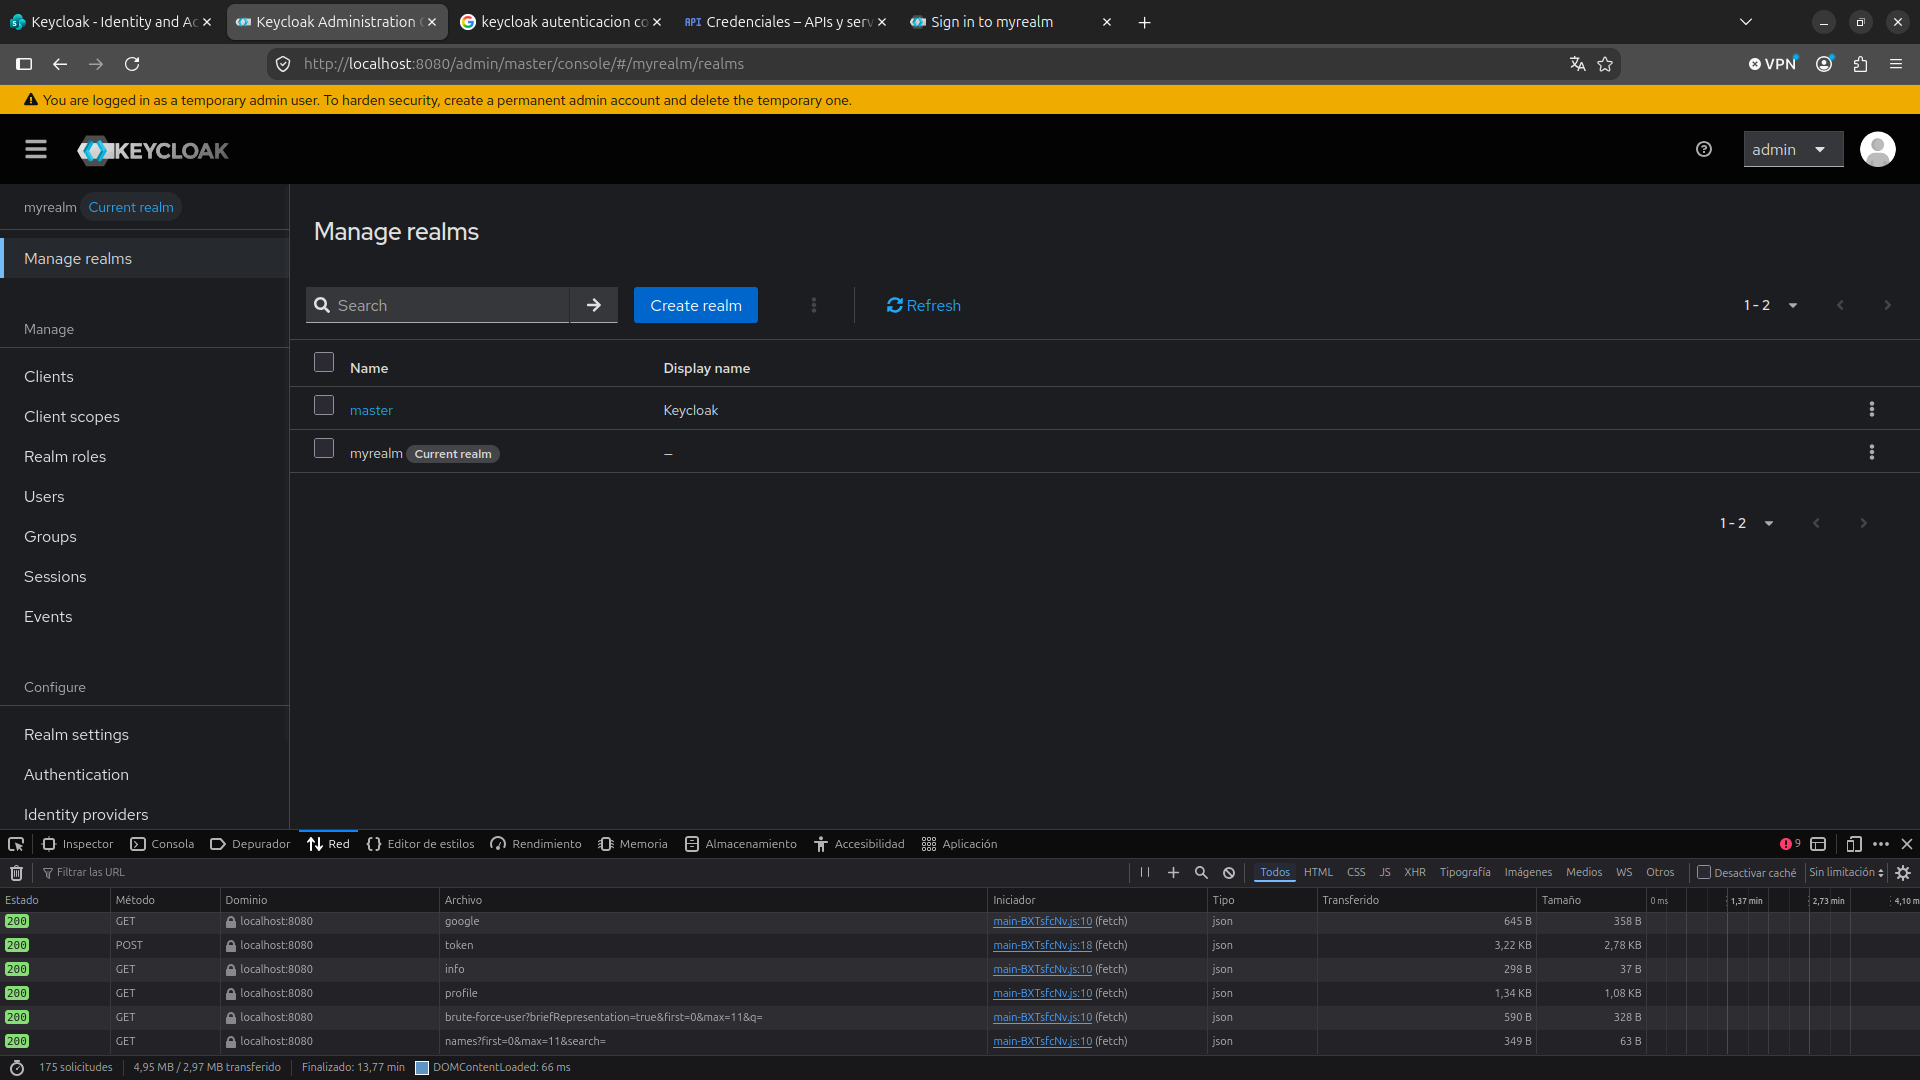 Keycloak - Identity and Ac
Keycloak Administration C
keycloak autenticacion co
API Credenciales – APIs y serv
Sign in to myrealm
http://localhost:8080/admin/master/console/#/myrealm/realms
VPN
You are logged in as a temporary admin user. To harden security, create a permanent admin account and delete the temporary one.
KEYCLOAK
admin
myrealm Current realm
Manage realms
Manage
Clients
Client scopes
Realm roles
Users
Groups
Sessions
Events
Configure
Realm settings
Authentication
Identity providers
Manage realms
Search
Create realm
Refresh
1 - 2
Name Display name
master Keycloak
myrealm Current realm –
1 - 2
Inspector Consola Depurador Red Editor de estilos Rendimiento Memoria Almacenamiento Accesibilidad Aplicación 9
Filtrar las URL Todos HTML CSS JS XHR Tipografía Imágenes Medios WS Otros Desactivar caché Sin limitación
Estado Método Dominio Archivo Iniciador Tipo Transferido Tamaño 0 ms 1,37 min 2,73 min 4,10 m
200 GET localhost:8080 google main-BXTsfcNv.js:10 (fetch) json 645 B 358 B
200 POST localhost:8080 token main-BXTsfcNv.js:18 (fetch) json 3,22 KB 2,78 KB
200 GET localhost:8080 info main-BXTsfcNv.js:10 (fetch) json 298 B 37 B
200 GET localhost:8080 profile main-BXTsfcNv.js:10 (fetch) json 1,34 KB 1,08 KB
200 GET localhost:8080 brute-force-user?briefRepresentation=true&first=0&max=11&q= main-BXTsfcNv.js:10 (fetch) json 590 B 328 B
200 GET localhost:8080 names?first=0&max=11&search= main-BXTsfcNv.js:10 (fetch) json 349 B 63 B
175 solicitudes 4,95 MB / 2,97 MB transferido Finalizado: 13,77 min DOMContentLoaded: 66 ms